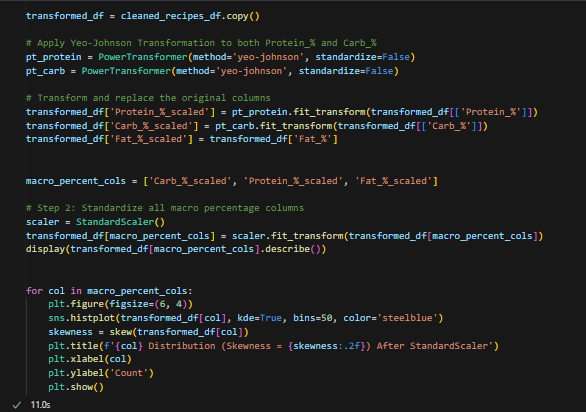 transformed_df = cleaned_recipes_df.copy()
# Apply Yeo-Johnson Transformation to both Protein_% and Carb_%
pt_protein = PowerTransformer(method='yeo-johnson', standardize=False)
pt_carb = PowerTransformer(method='yeo-johnson', standardize=False)
# Transform and replace the original columns
transformed_df['Protein_%_scaled'] = pt_protein.fit_transform(transformed_df[['Protein_%']])
transformed_df['Carb_%_scaled'] = pt_carb.fit_transform(transformed_df[['Carb_%']])
transformed_df['Fat_%_scaled'] = transformed_df['Fat_%']
macro_percent_cols = ['Carb_%_scaled', 'Protein_%_scaled', 'Fat_%_scaled']
# Step 2: Standardize all macro percentage columns
scaler = StandardScaler()
transformed_df[macro_percent_cols] = scaler.fit_transform(transformed_df[macro_percent_cols])
display(transformed_df[macro_percent_cols].describe())
for col in macro_percent_cols:
    plt.figure(figsize=(6, 4))
    sns.histplot(transformed_df[col], kde=True, bins=50, color='steelblue')
    skewness = skew(transformed_df[col])
    plt.title(f'{col} Distribution (Skewness = {skewness:.2f}) After StandardScaler')
    plt.xlabel(col)
    plt.ylabel('Count')
    plt.show()
11.0s